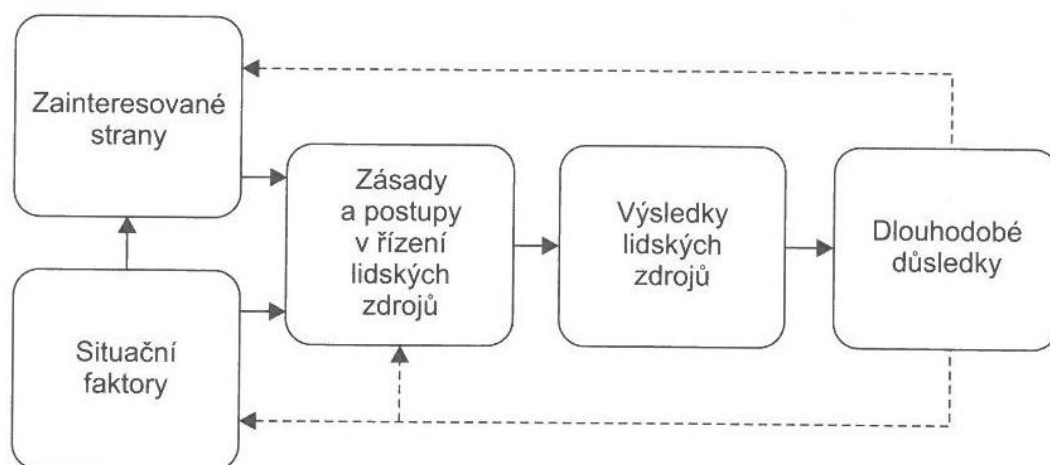 Zainteresované
strany
Situační
faktory
Zásady
a postupy
v řízení
lidských
zdrojů
Výsledky
lidských
zdrojů
Dlouhodobé
důsledky